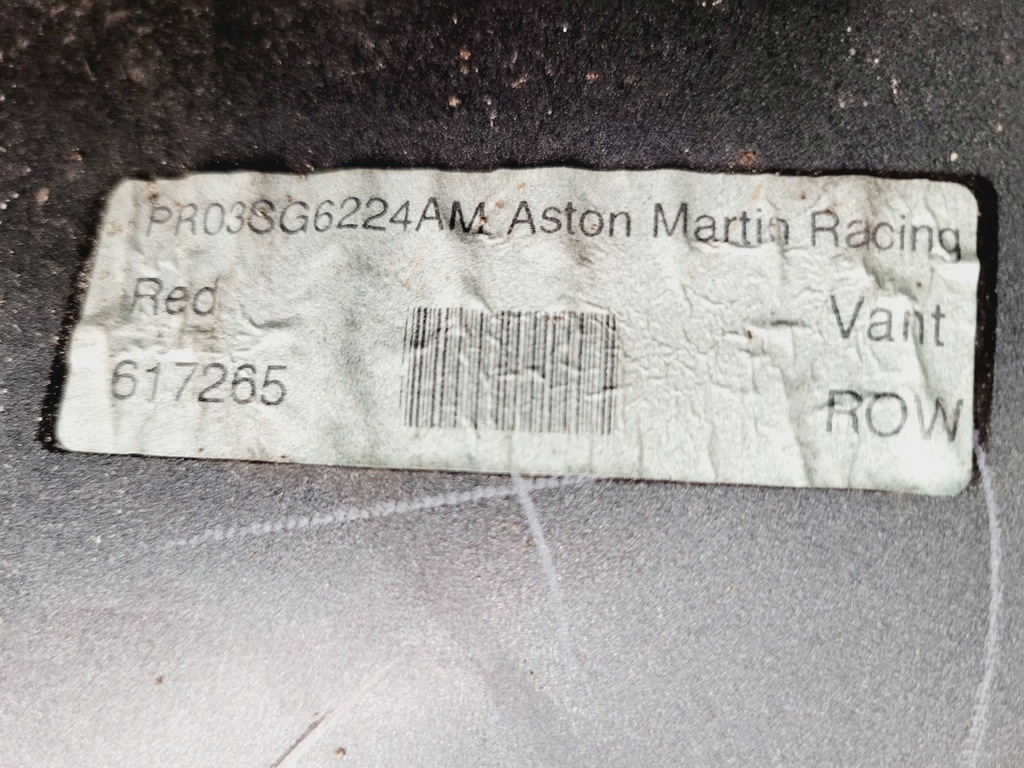 PR03SG6224AM: Aston Martin Racing
Red
Vant
617265
ROW